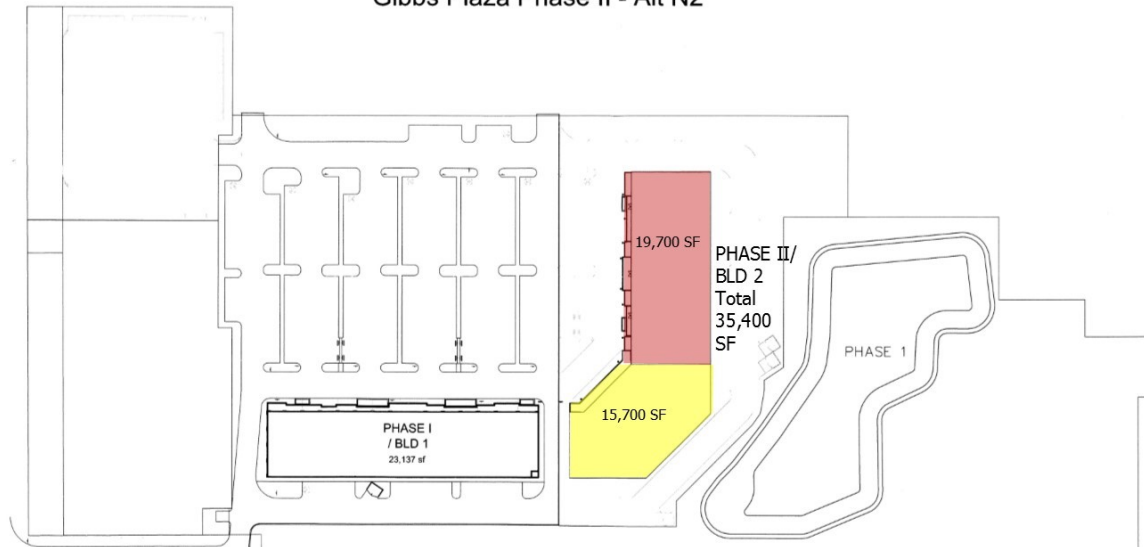 Gibbs Plaza Phase II - Alt N2
19,700 SF
PHASE II/
BLD 2
Total
35,400
SF
PHASE 1
15,700 SF
PHASE I
/ BLD 1
23,137 sf